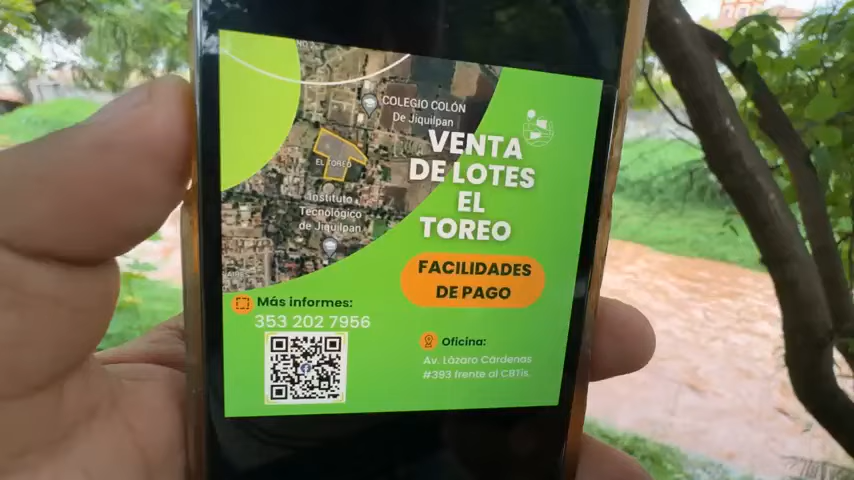 COLEGIO COLÓN
De Jiquilpan
EL TOREO
Instituto
Tecnológico
de Jiquilpan
VENTA
DE LOTES
EL
TOREO
FACILIDADES
DE PAGO
Más informes:
353 202 7956
Oficina:
Av. Lázaro Cárdenas
#393 frente al CBTis.